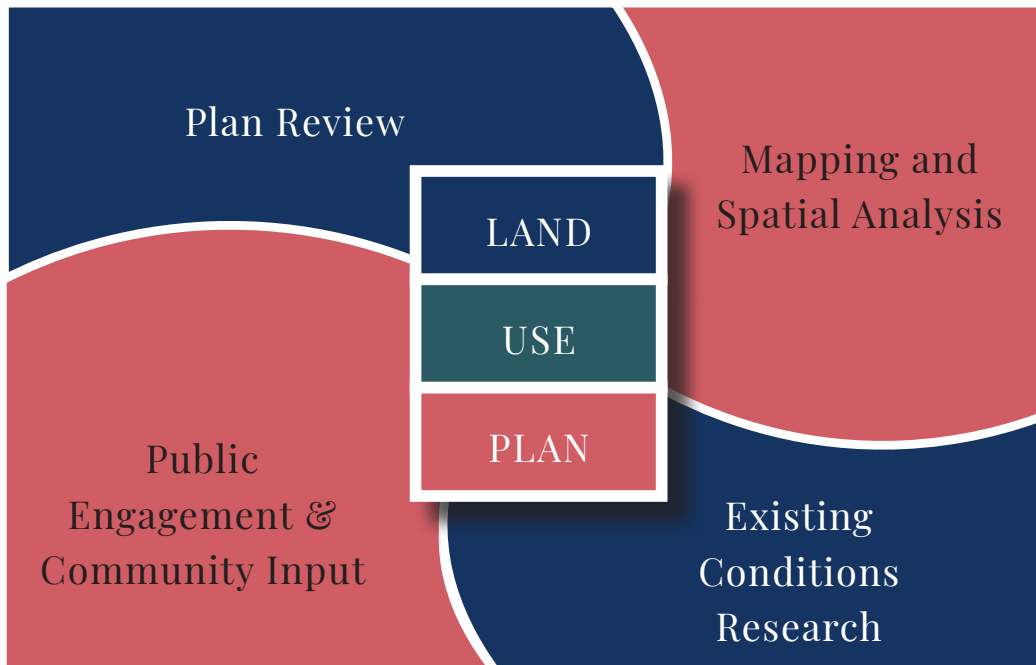 Plan Review
Mapping and
Spatial Analysis
LAND
USE
PLAN
Public
Engagement &
Community Input
Existing
Conditions
Research